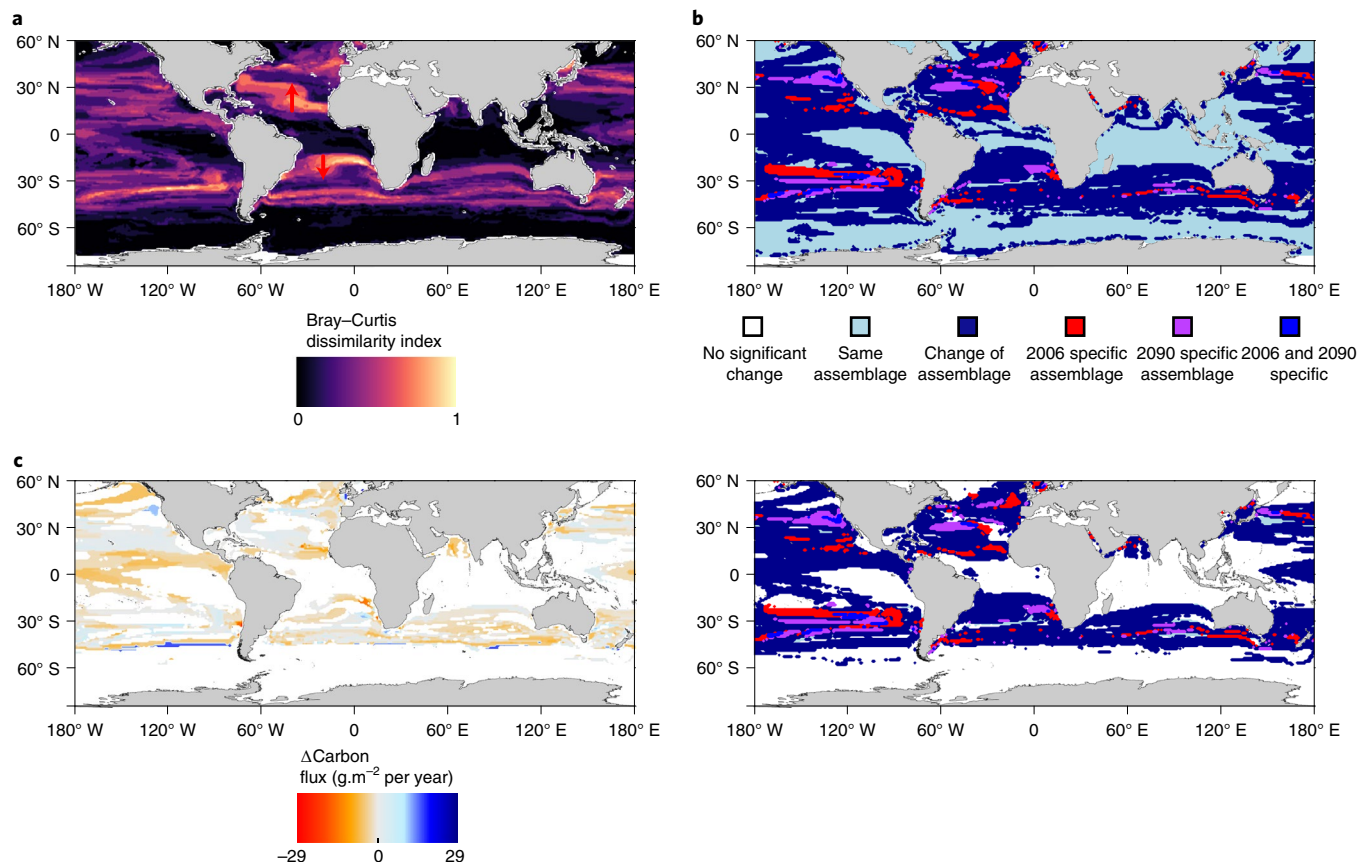 a
60° N
30° N
0
30° S
60° S
180° W
120° W
60° W
0
60° E
120° E
180° E
Bray–Curtis
dissimilarity index
0
1
b
60° N
30° N
0
30° S
60° S
180° W
120° W
60° W
0
60° E
120° E
180° E
No significant
change
Same
assemblage
Change of
assemblage
2006 specific
assemblage
2090 specific
assemblage
2006 and 2090
specific
c
60° N
30° N
0
30° S
60° S
180° W
120° W
60° W
0
60° E
120° E
180° E
ΔCarbon
flux (g.m⁻² per year)
–29
0
29
60° N
30° N
0
30° S
60° S
180° W
120° W
60° W
0
60° E
120° E
180° E